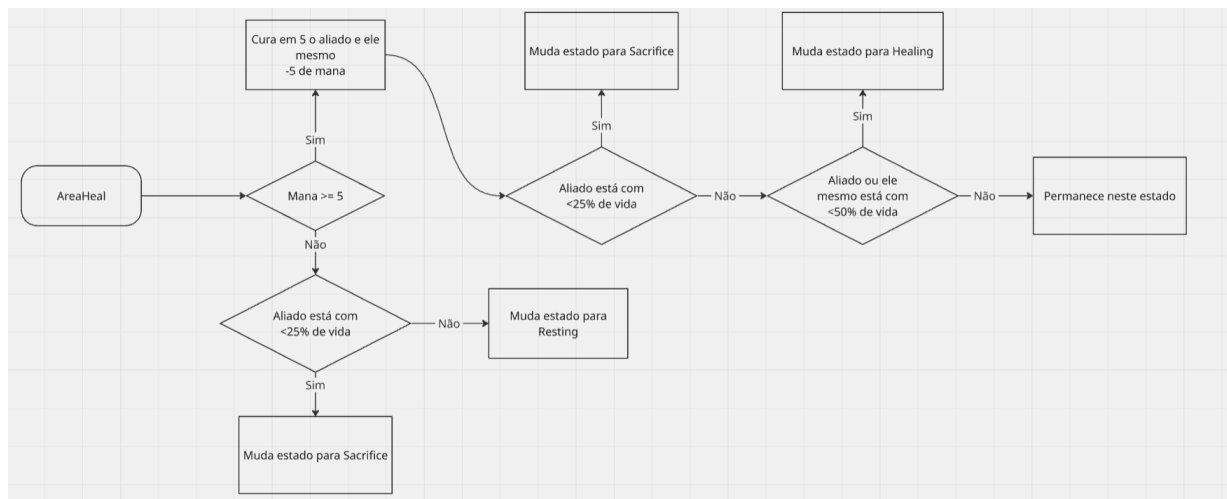 Cura em 5 o aliado e ele
mesmo
-5 de mana
Muda estado para Sacrifice
Muda estado para Healing
Sim
Sim
Sim
AreaHeal
Mana >= 5
Aliado está com
<25% de vida
Não
Aliado ou ele
mesmo está com
<50% de vida
Não
Permanece neste estado
Não
Aliado está com
<25% de vida
Não
Muda estado para
Resting
Sim
Muda estado para Sacrifice